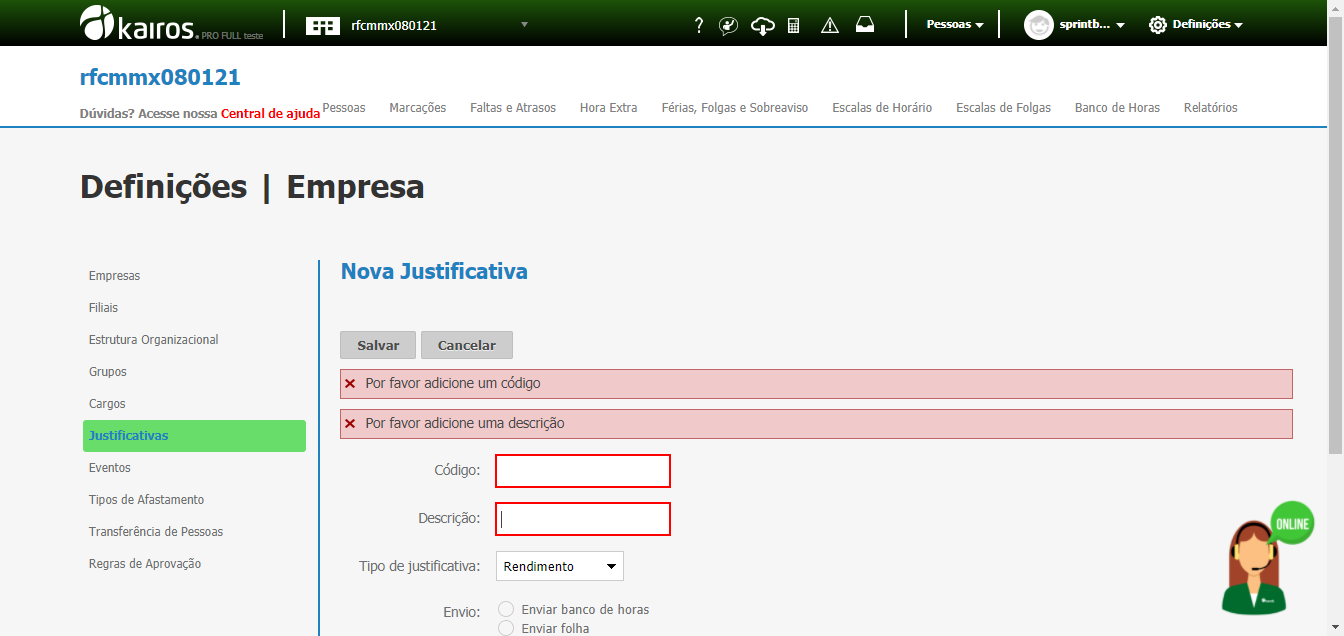 kairos. PRO FULL teste
rfcmmx080121
?
Pessoas
sprintb...
Definições
rfcmmx080121
Dúvidas? Acesse nossa Central de ajuda
Pessoas
Marcações
Faltas e Atrasos
Hora Extra
Férias, Folgas e Sobreaviso
Escalas de Horário
Escalas de Folgas
Banco de Horas
Relatórios
Definições | Empresa
Empresas
Filiais
Estrutura Organizacional
Grupos
Cargos
Justificativas
Eventos
Tipos de Afastamento
Transferência de Pessoas
Regras de Aprovação
Nova Justificativa
Salvar
Cancelar
Por favor adicione um código
Por favor adicione uma descrição
Código:
Descrição:
Tipo de justificativa:
Rendimento
Envio:
Enviar banco de horas
Enviar folha
ONLINE